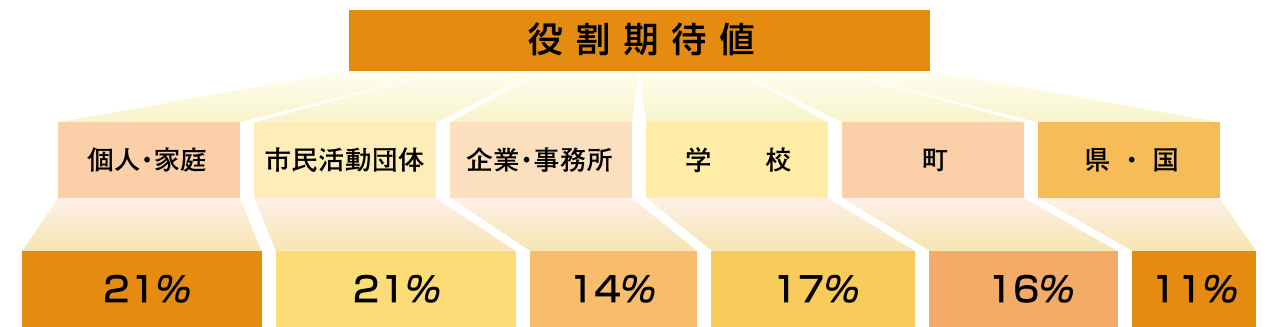 役割期待値
個人・家庭 市民活動団体 企業・事務所 学校 町 県・国
21% 21% 14% 17% 16% 11%